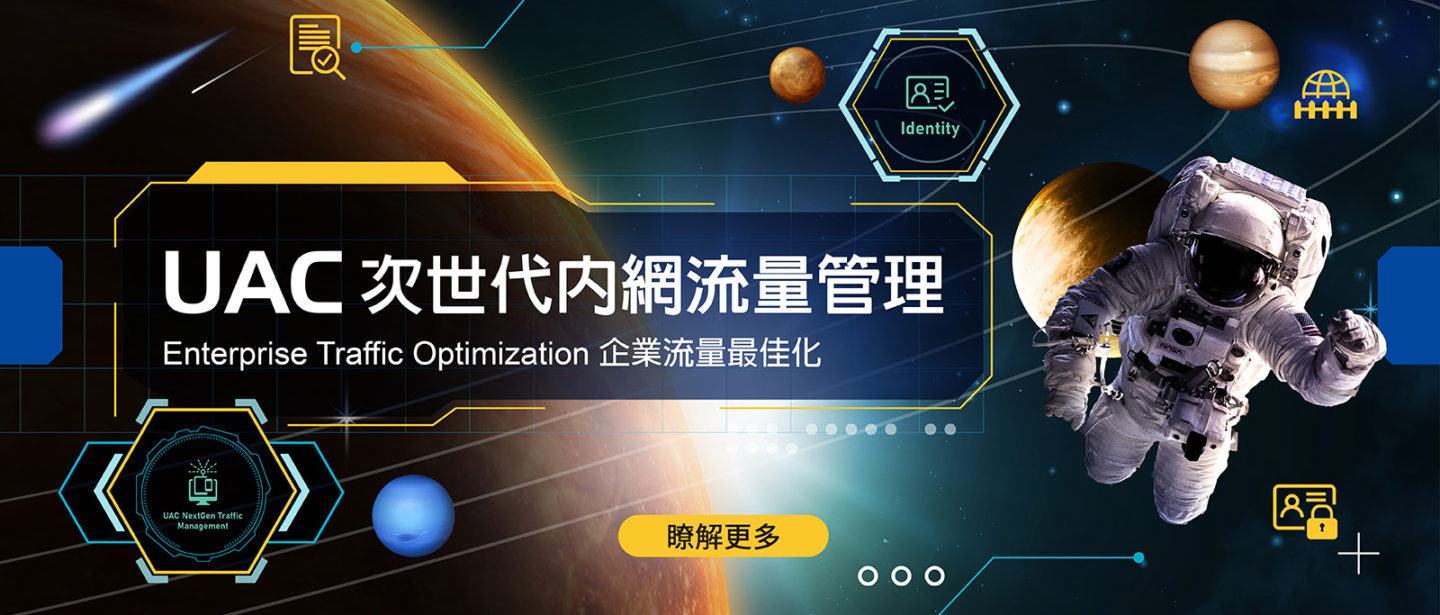 Identity
UAC 次世代內網流量管理
Enterprise Traffic Optimization 企業流量最佳化
NASA
UAC NextGen Traffic
Management
瞭解更多